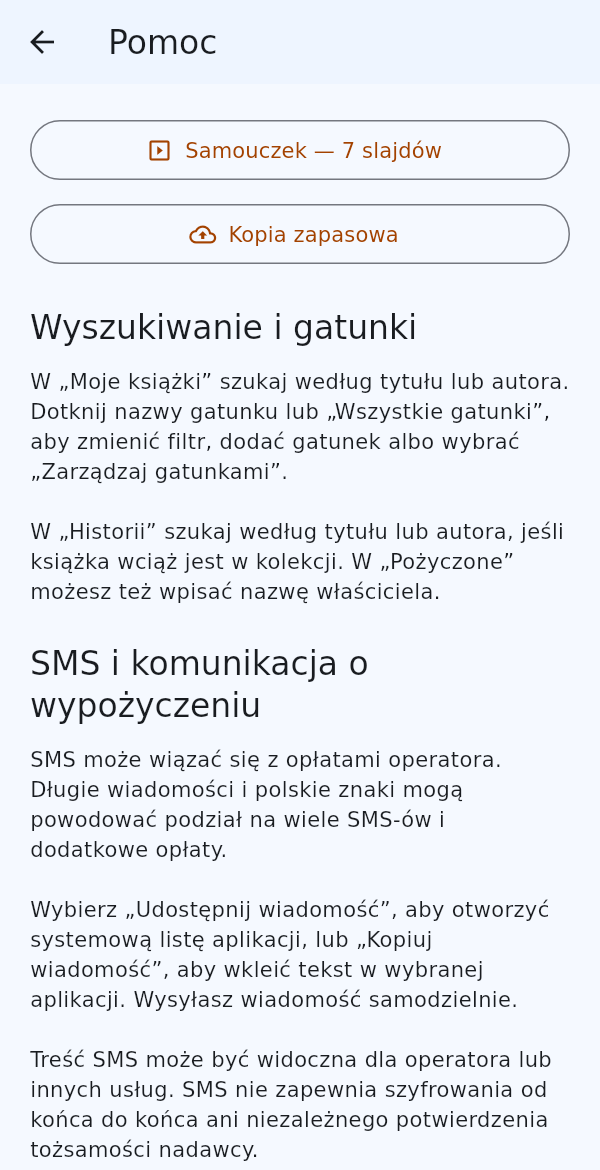 Pomoc
Samouczek — 7 slajdów
Kopia zapasowa
Wyszukiwanie i gatunki
W „Moje książki” szukaj według tytułu lub autora.
Dotknij nazwy gatunku lub „Wszystkie gatunki”,
aby zmienić filtr, dodać gatunek albo wybrać
„Zarządzaj gatunkami”.
W „Historii” szukaj według tytułu lub autora, jeśli
książka wciąż jest w kolekcji. W „Pożyczone”
możesz też wpisać nazwę właściciela.
SMS i komunikacja o
wypożyczeniu
SMS może wiązać się z opłatami operatora.
Długie wiadomości i polskie znaki mogą
powodować podział na wiele SMS-ów i
dodatkowe opłaty.
Wybierz „Udostępnij wiadomość”, aby otworzyć
systemową listę aplikacji, lub „Kopiuj
wiadomość”, aby wkleić tekst w wybranej
aplikacji. Wysyłasz wiadomość samodzielnie.
Treść SMS może być widoczna dla operatora lub
innych usług. SMS nie zapewnia szyfrowania od
końca do końca ani niezależnego potwierdzenia
tożsamości nadawcy.